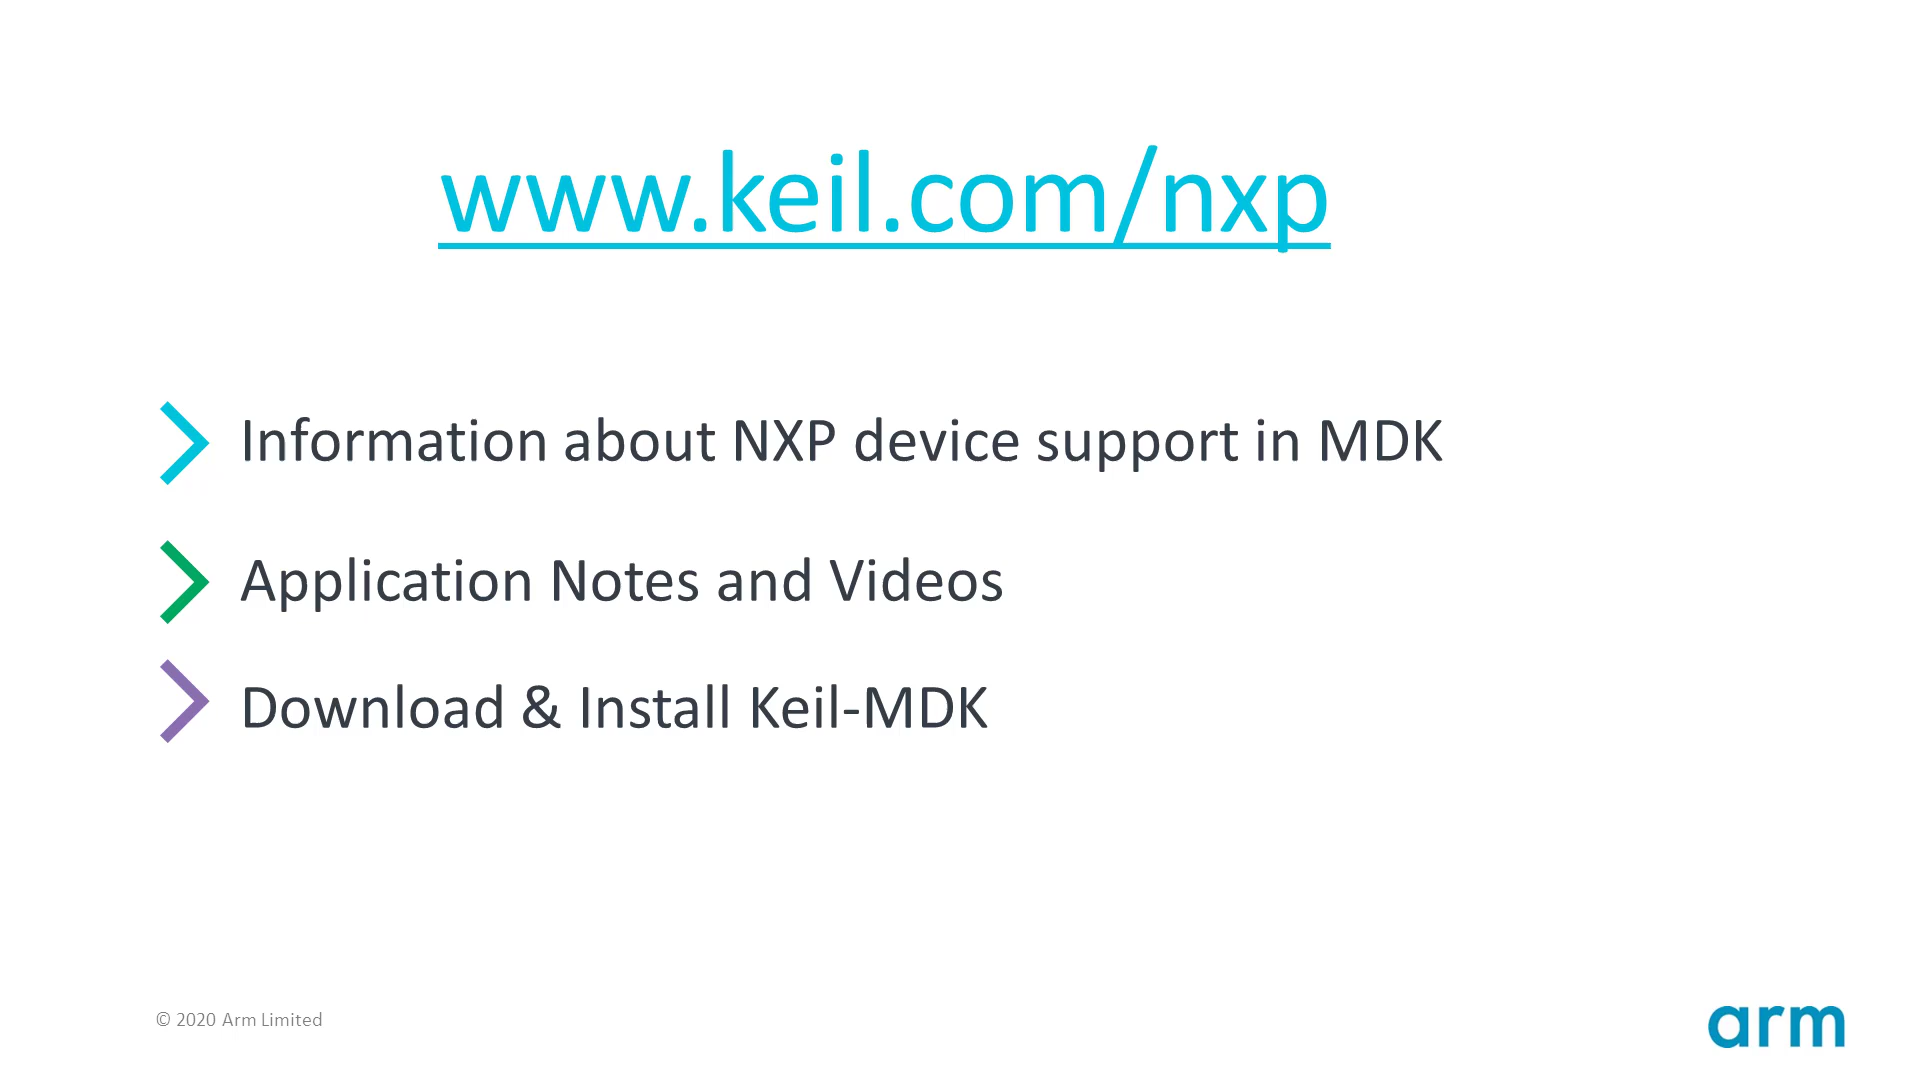 www.keil.com/nxp
Information about NXP device support in MDK
Application Notes and Videos
Download & Install Keil-MDK
© 2020 Arm Limited
arm